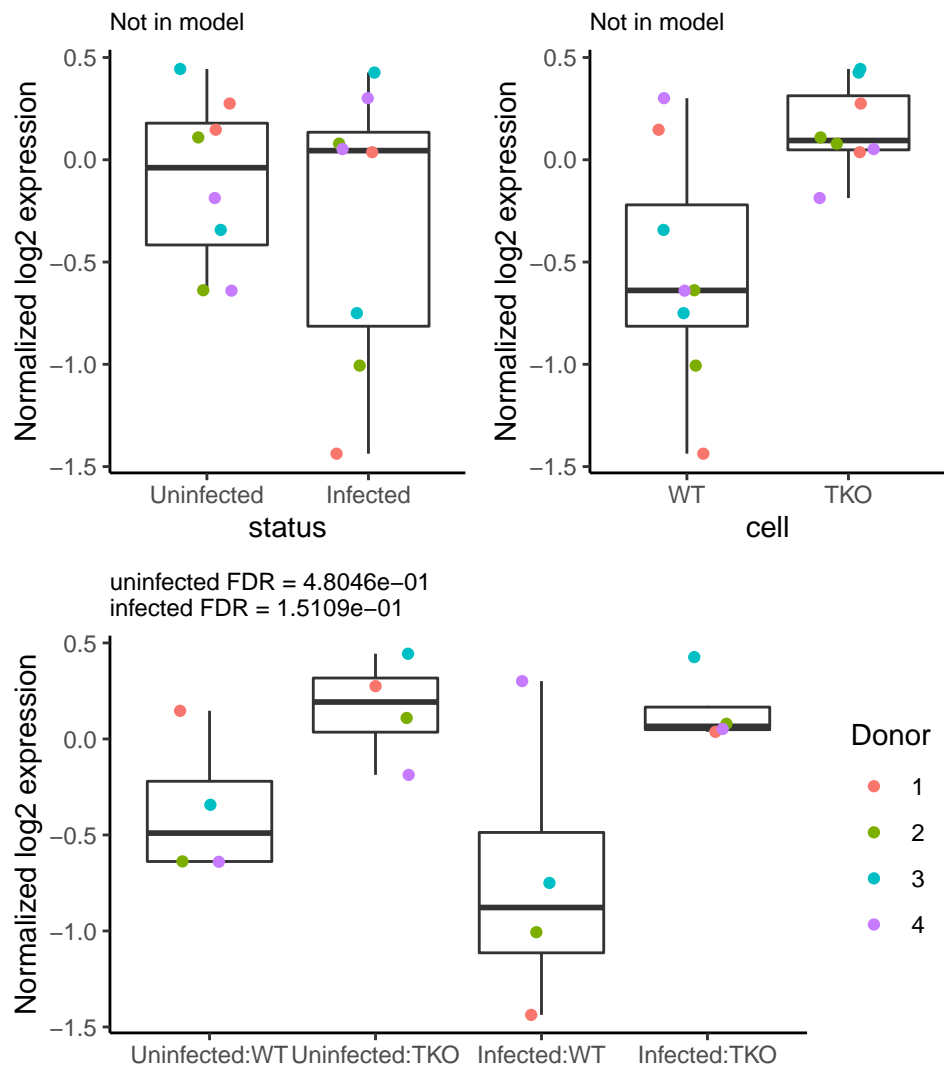 Not in model
Normalized log2 expression
0.5
0.0
−0.5
−1.0
−1.5
Uninfected Infected
status
Not in model
Normalized log2 expression
0.5
0.0
−0.5
−1.0
−1.5
WT TKO
cell
uninfected FDR = 4.8046e−01
infected FDR = 1.5109e−01
Normalized log2 expression
0.5
0.0
−0.5
−1.0
−1.5
Uninfected:WT Uninfected:TKO Infected:WT Infected:TKO
Donor
1
2
3
4